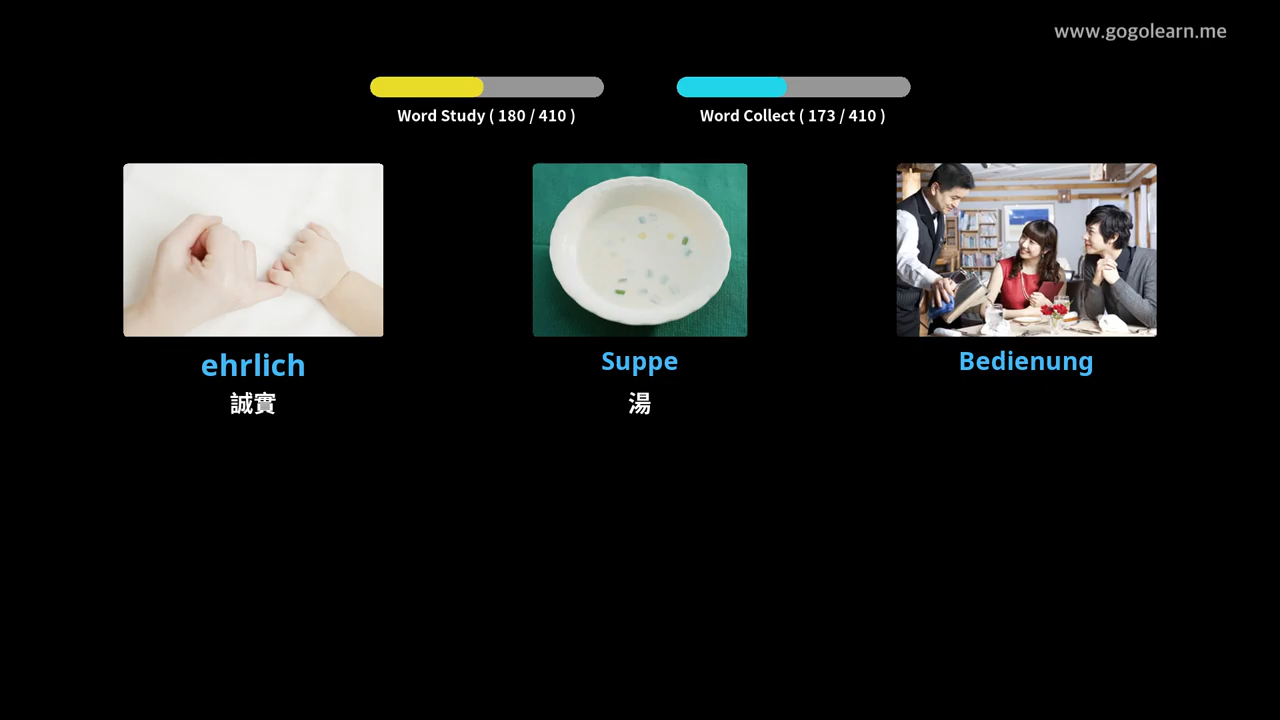 www.gogolearn.me
Word Study ( 180 / 410 )
Word Collect ( 173 / 410 )
ehrlich
誠實
Suppe
湯
Bedienung